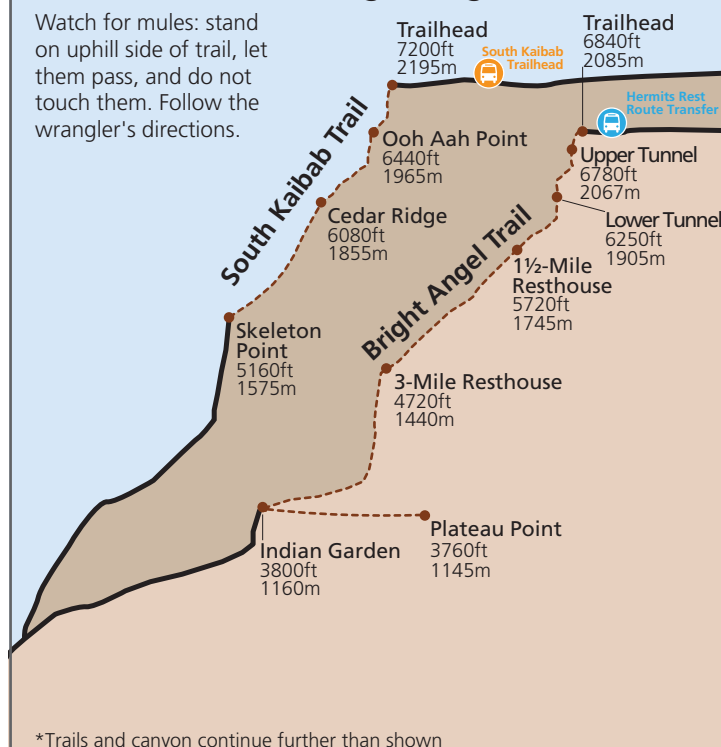 Watch for mules: stand
on uphill side of trail, let
them pass, and do not
touch them. Follow the
wrangler's directions.
Trailhead
7200ft
2195m
South Kaibab
Trailhead
Trailhead
6840ft
2085m
Hermits Rest
Route Transfer
South Kaibab Trail
Ooh Aah Point
6440ft
1965m
Upper Tunnel
6780ft
2067m
Cedar Ridge
6080ft
1855m
Lower Tunnel
6250ft
1905m
Bright Angel Trail
1½-Mile
Resthouse
5720ft
1745m
Skeleton
Point
5160ft
1575m
3-Mile Resthouse
4720ft
1440m
Indian Garden
3800ft
1160m
Plateau Point
3760ft
1145m
*Trails and canyon continue further than shown